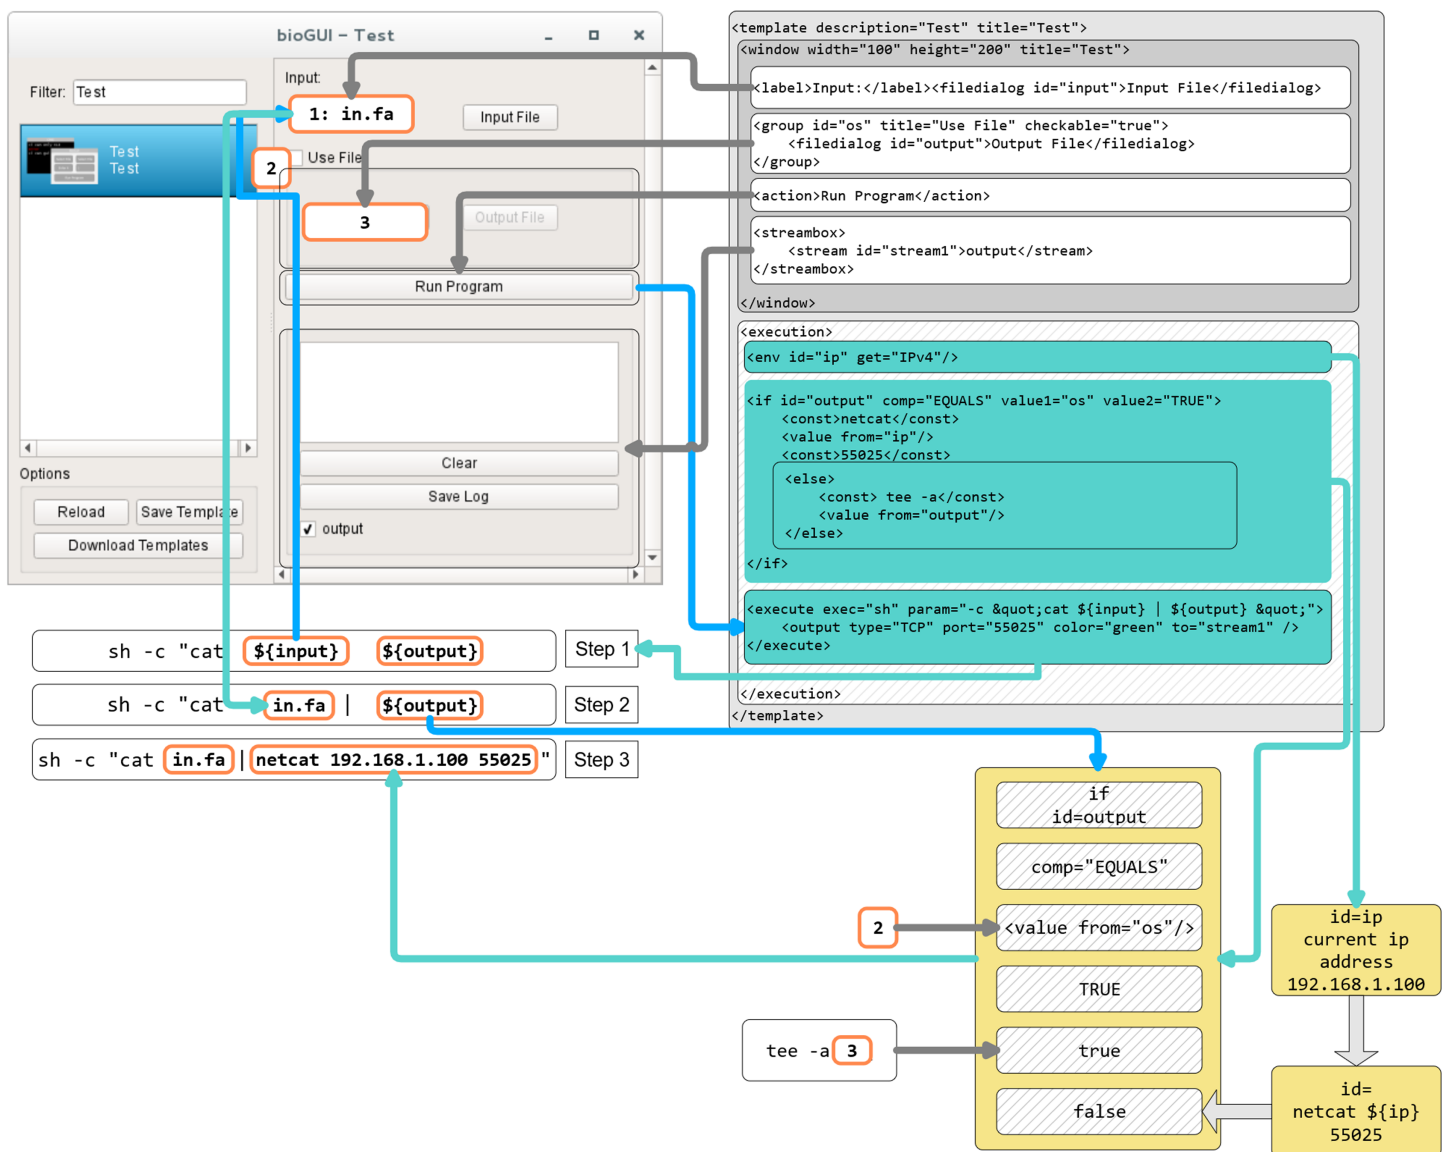 bioGUI - Test
Filter: Test
Test
Test
Options
Reload
Save Template
Download Templates
Input:
1: in.fa
Input File
2
Use File
3
Output File
Run Program
Clear
Save Log
output
<template description="Test" title="Test">
<window width="100" height="200" title="Test">
<label>Input:</label><filedialog id="input">Input File</filedialog>
<group id="os" title="Use File" checkable="true">
<filedialog id="output">Output File</filedialog>
</group>
<action>Run Program</action>
<streambox>
<stream id="stream1">output</stream>
</streambox>
</window>
<execution>
<env id="ip" get="IPv4"/>
<if id="output" comp="EQUALS" value1="os" value2="TRUE">
<const>netcat</const>
<value from="ip"/>
<const>55025</const>
<else>
<const> tee -a</const>
<value from="output"/>
</else>
</if>
<execute exec="sh" param="-c &quot;cat ${input} | ${output} &quot;">
<output type="TCP" port="55025" color="green" to="stream1" />
</execute>
</execution>
</template>
sh -c "cat ${input} ${output}
Step 1
sh -c "cat in.fa | ${output}
Step 2
sh -c "cat in.fa | netcat 192.168.1.100 55025 "
Step 3
if
id=output
comp="EQUALS"
2
<value from="os"/>
TRUE
tee -a 3
true
false
id=ip
current ip
address
192.168.1.100
id=
netcat ${ip}
55025